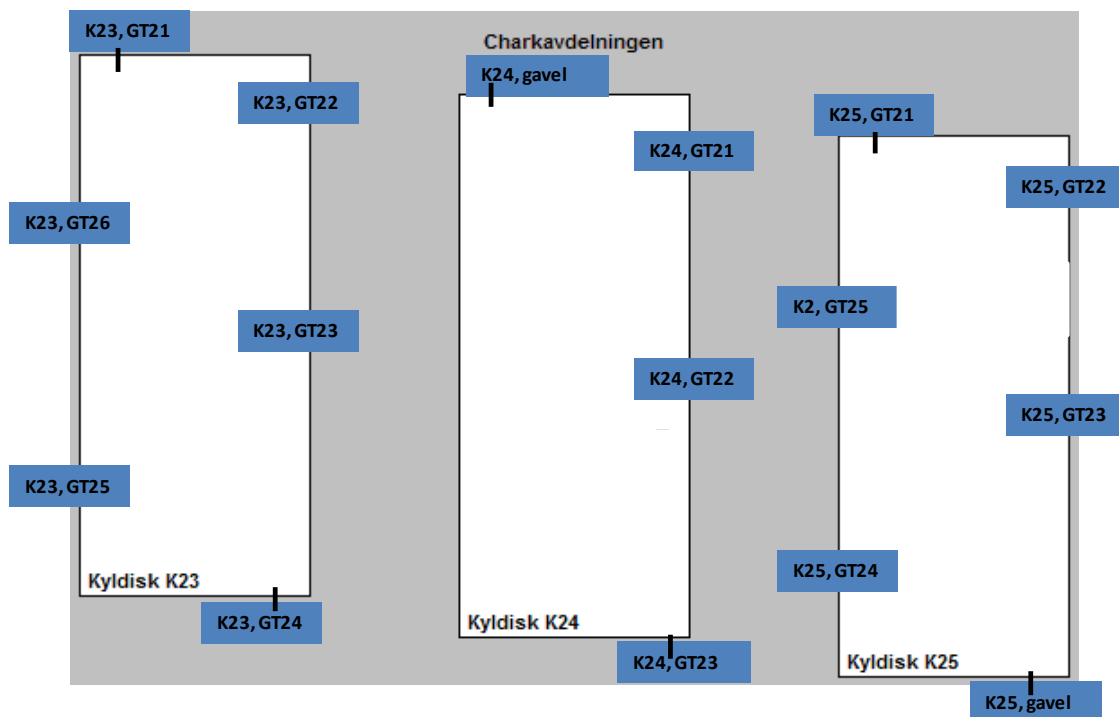 K23, GT21
Charkavdelningen
K24, gavel
K23, GT22
K25, GT21
K24, GT21
K25, GT22
K23, GT26
K2, GT25
K23, GT23
K24, GT22
K25, GT23
K23, GT25
K25, GT24
Kyldisk K23
K23, GT24
Kyldisk K24
K24, GT23
Kyldisk K25
K25, gavel